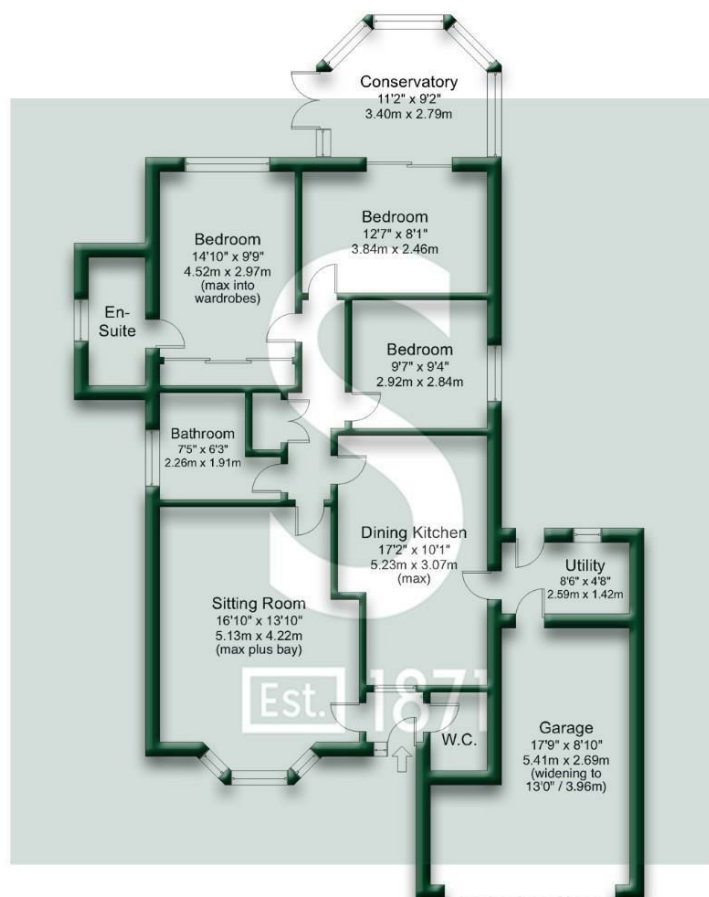 Conservatory
11'2" x 9'2"
3.40m x 2.79m
Bedroom
14'10" x 9'9"
4.52m x 2.97m
(max into
wardrobes)
Bedroom
12'7" x 8'1"
3.84m x 2.46m
En-
Suite
Bedroom
9'7" x 9'4"
2.92m x 2.84m
Bathroom
7'5" x 6'3"
2.26m x 1.91m
Dining Kitchen
17'2" x 10'1"
5.23m x 3.07m
(max)
Utility
8'6" x 4'8"
2.59m x 1.42m
Sitting Room
16'10" x 13'10"
5.13m x 4.22m
(max plus bay)
S
Est. 1871
W.C.
Garage
17'9" x 8'10"
5.41m x 2.69m
(widening to
13'0" / 3.96m)